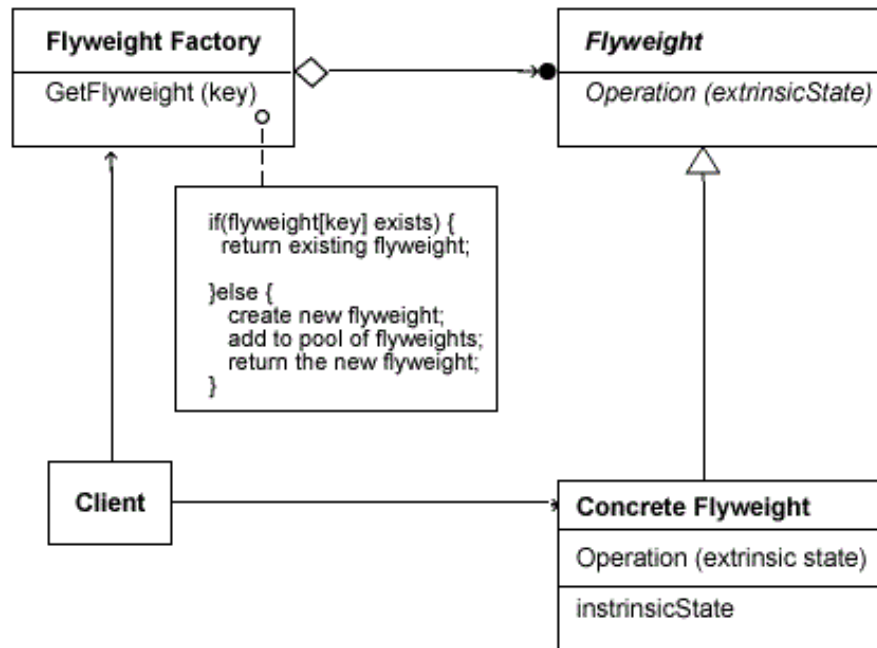 Flyweight Factory
GetFlyweight (key)
Flyweight
Operation (extrinsicState)
if(flyweight[key] exists) {
return existing flyweight;
}else {
create new flyweight;
add to pool of flyweights;
return the new flyweight;
}
Client
Concrete Flyweight
Operation (extrinsic state)
instrinsicState